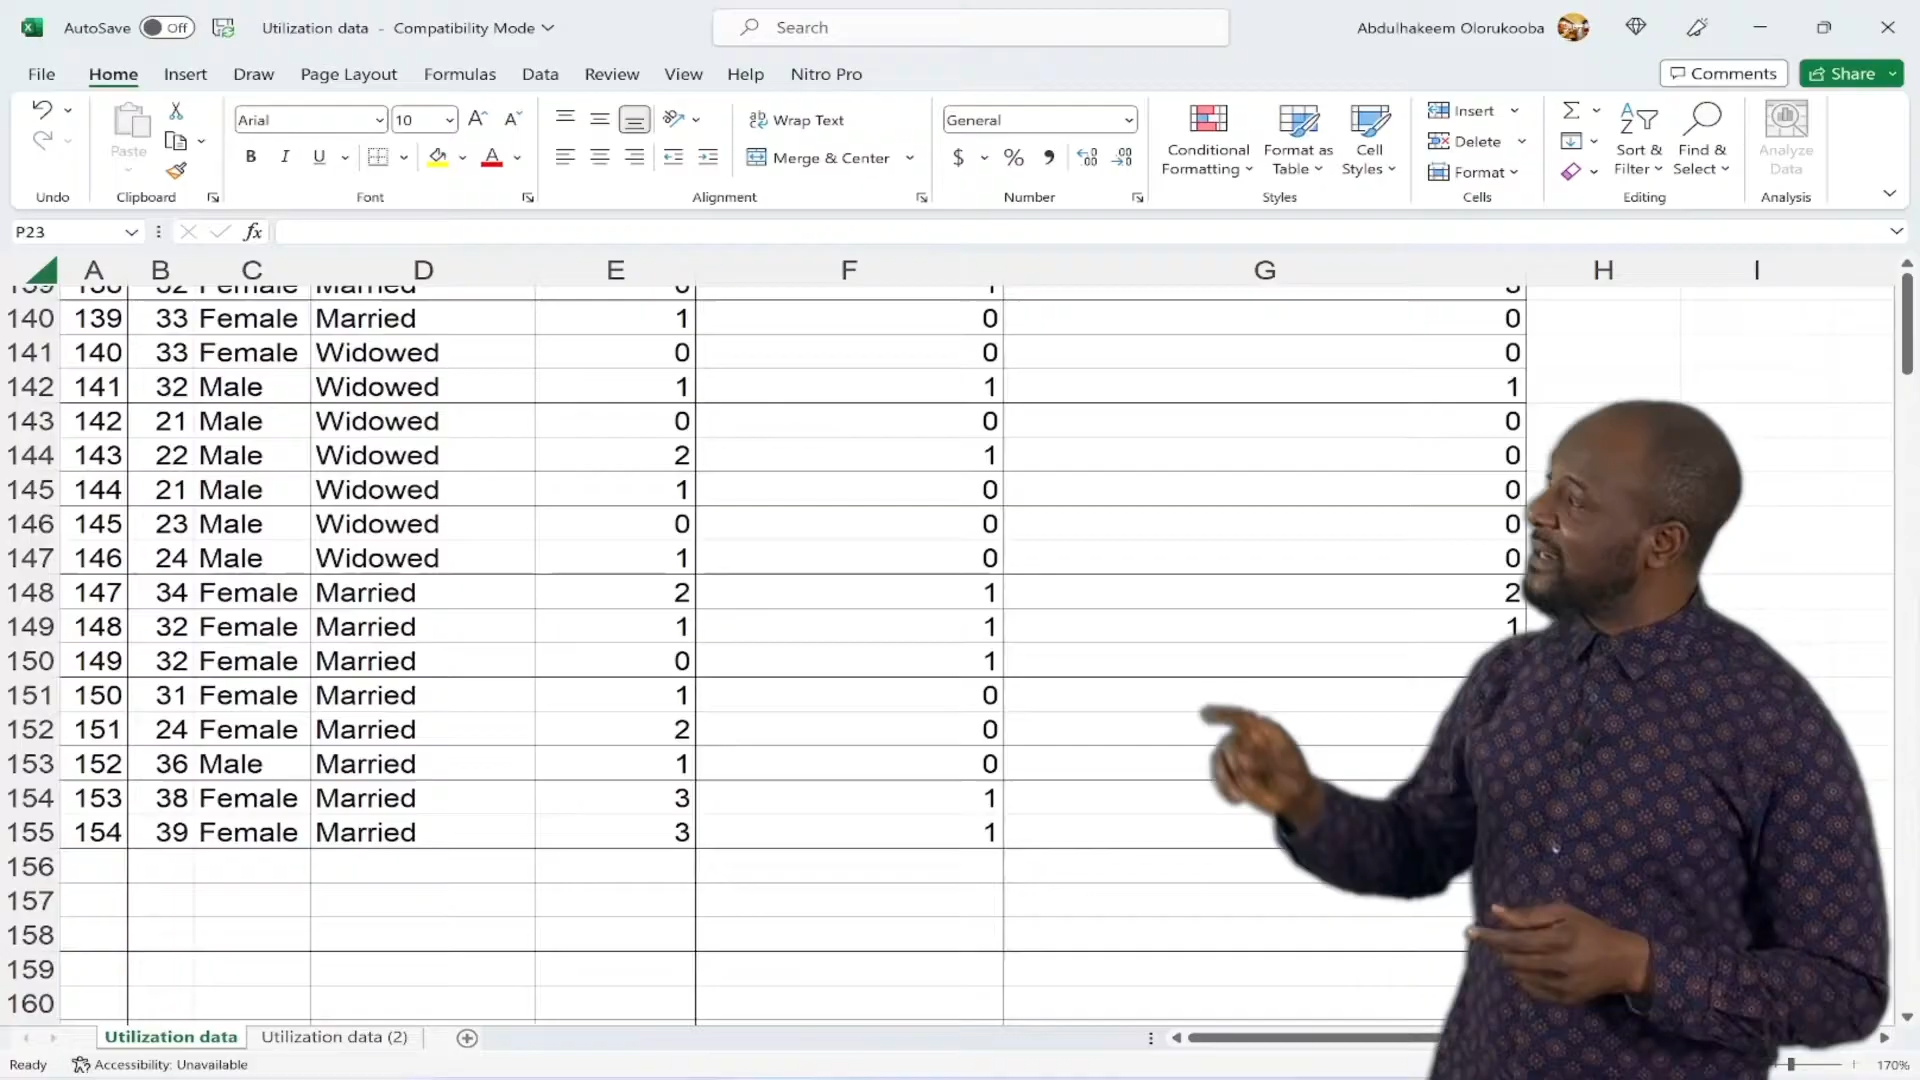 AutoSave Off Utilization data - Compatibility Mode Search Abdulhakeem Olorukooba
File Home Insert Draw Page Layout Formulas Data Review View Help Nitro Pro Comments Share
Paste Arial 10 B I U A Wrap Text Merge & Center General $ % Conditional Formatting Format as Table Cell Styles Insert Delete Format Sort & Filter Find & Select Analyze Data
Undo Clipboard Font Alignment Number Styles Cells Editing Analysis
P23 fx
A B C D E F G H I
139 138 32 Female Married 0 1 3
140 139 33 Female Married 1 0 0
141 140 33 Female Widowed 0 0 0
142 141 32 Male Widowed 1 1 1
143 142 21 Male Widowed 0 0 0
144 143 22 Male Widowed 2 1 0
145 144 21 Male Widowed 1 0 0
146 145 23 Male Widowed 0 0 0
147 146 24 Male Widowed 1 0 0
148 147 34 Female Married 2 1 2
149 148 32 Female Married 1 1 1
150 149 32 Female Married 0 1
151 150 31 Female Married 1 0
152 151 24 Female Married 2 0
153 152 36 Male Married 1 0
154 153 38 Female Married 3 1
155 154 39 Female Married 3 1
156
157
158
159
160
Utilization data Utilization data (2)
Ready Accessibility: Unavailable 170%